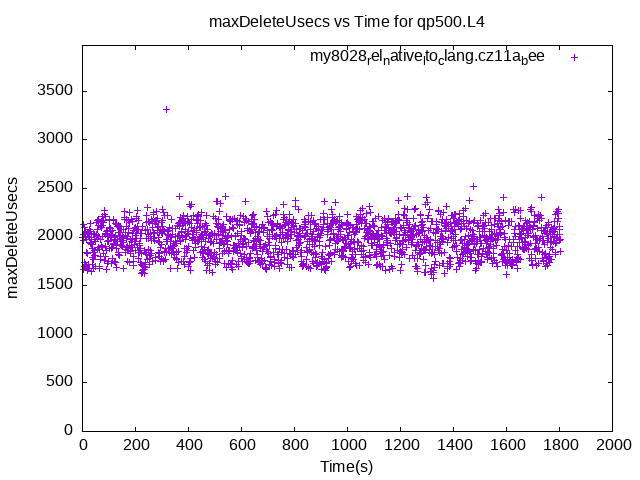 maxDeleteUsecs vs Time for qp500.L4
my8028relnativeltoclang.cz11abee
3500
3000
2500
2000
1500
1000
500
0
maxDeleteUsecs
0 200 400 600 800 1000 1200 1400 1600 1800 2000
Time(s)